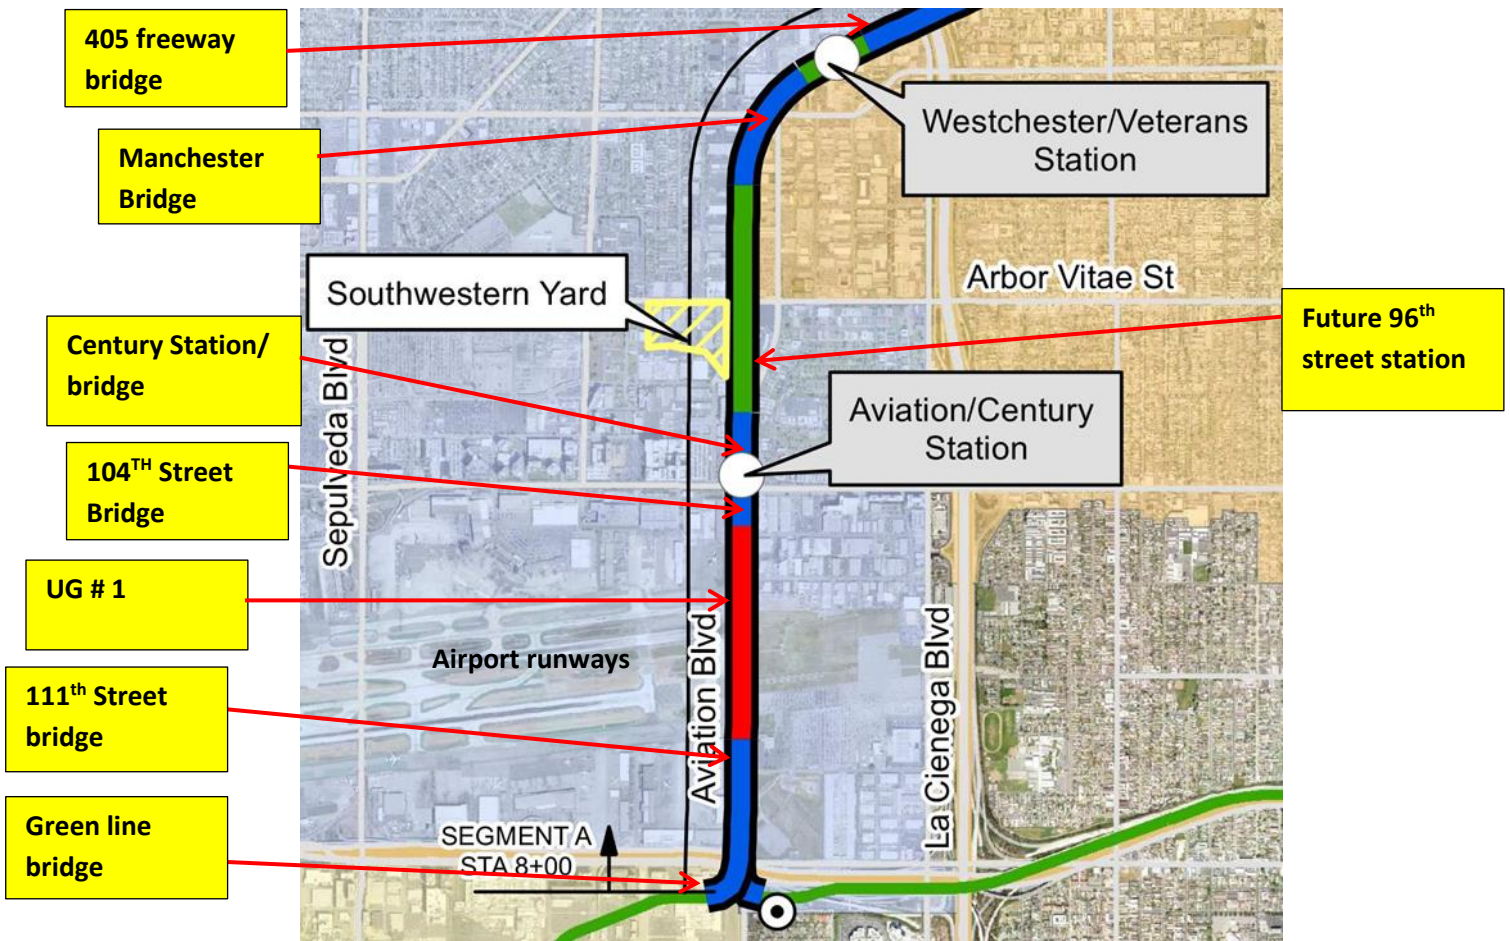 405 freeway
bridge
Manchester
Bridge
Westchester/Veterans
Station
Southwestern Yard
Arbor Vitae St
Century Station/
bridge
Future 96th
street station
Sepulveda Blvd
Aviation/Century
Station
104TH Street
Bridge
UG # 1
Airport runways
Aviation Blvd
La Cienega Blvd
111th Street
bridge
Green line
bridge
SEGMENT A
STA 8+00